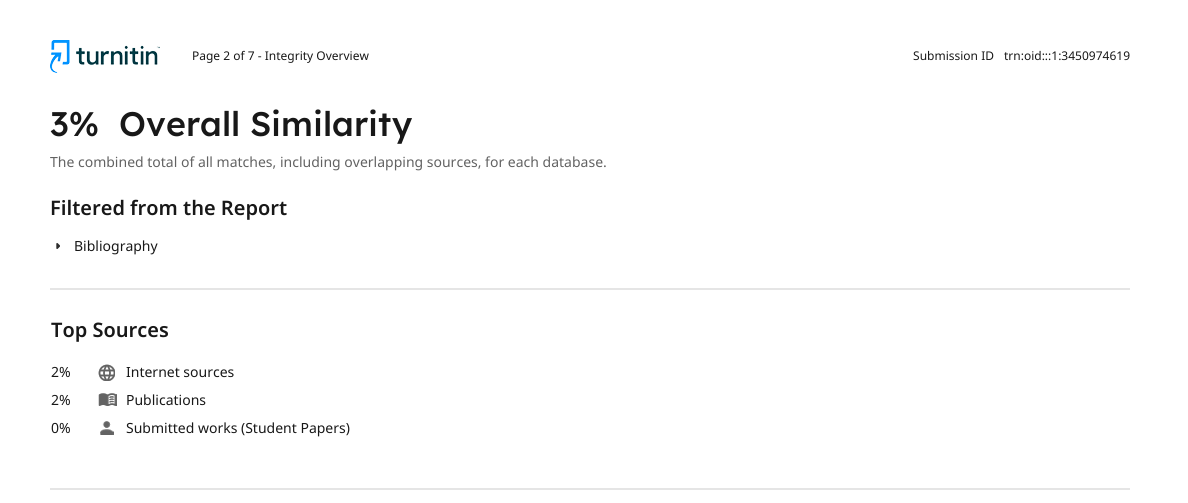 turnitin
Page 2 of 7 - Integrity Overview
Submission ID trn:oid:::1:3450974619
3% Overall Similarity
The combined total of all matches, including overlapping sources, for each database.
Filtered from the Report
Bibliography
Top Sources
2% Internet sources
2% Publications
0% Submitted works (Student Papers)